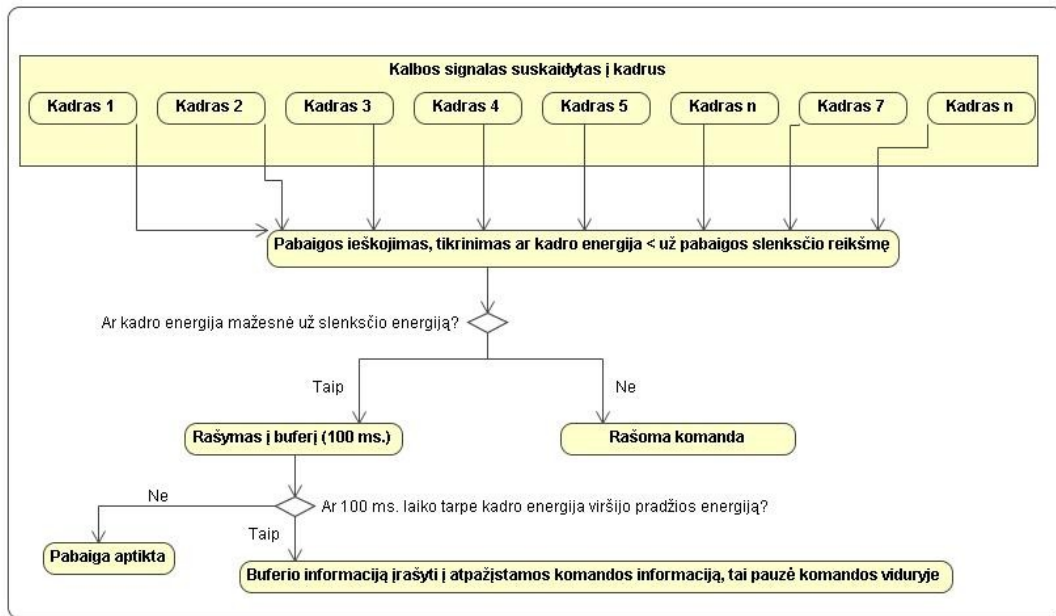 Kalbos signalas suskaidytas į kadrus
Kadras 1
Kadras 2
Kadras 3
Kadras 4
Kadras 5
Kadras n
Kadras 7
Kadras n
Pabaigos ieškojimas, tikrinimas ar kadro energija < už pabaigos slenksčio reikšmę
Ar kadro energija mažesnė už slenksčio energiją?
Taip
Ne
Rašymas į buferį (100 ms.)
Rašoma komanda
Ne
Ar 100 ms. laiko tarpe kadro energija viršijo pradžios energiją?
Taip
Pabaiga aptikta
Buferio informaciją įrašyti į atpažįstamos komandos informaciją, tai pauzė komandos viduryje